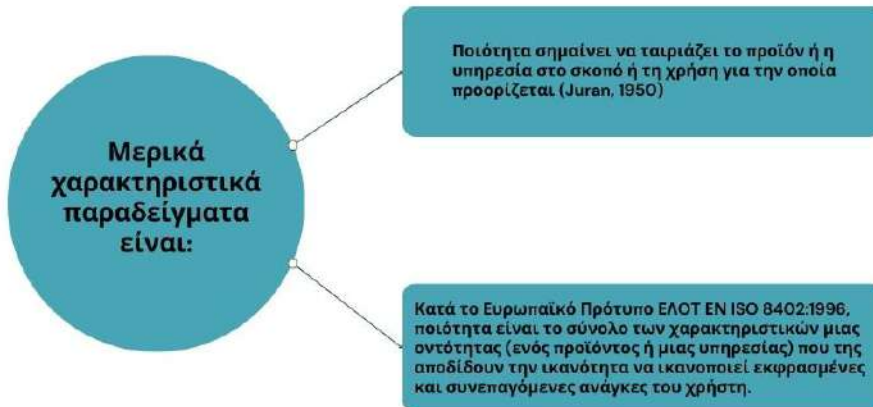 Μερικά
χαρακτηριστικά
παραδείγματα
είναι:
Ποιότητα σημαίνει να ταιριάζει το προϊόν ή η
υπηρεσία στο σκοπό ή τη χρήση για την οποία
προορίζεται (Juran, 1950)
Κατά το Ευρωπαϊκό Πρότυπο ΕΛΟΤ EN ISO 8402:1996,
ποιότητα είναι το σύνολο των χαρακτηριστικών μιας
οντότητας (ενός προϊόντος ή μιας υπηρεσίας) που της
αποδίδουν την ικανότητα να ικανοποιεί εκφρασμένες
και συνεπαγόμενες ανάγκες του χρήστη.